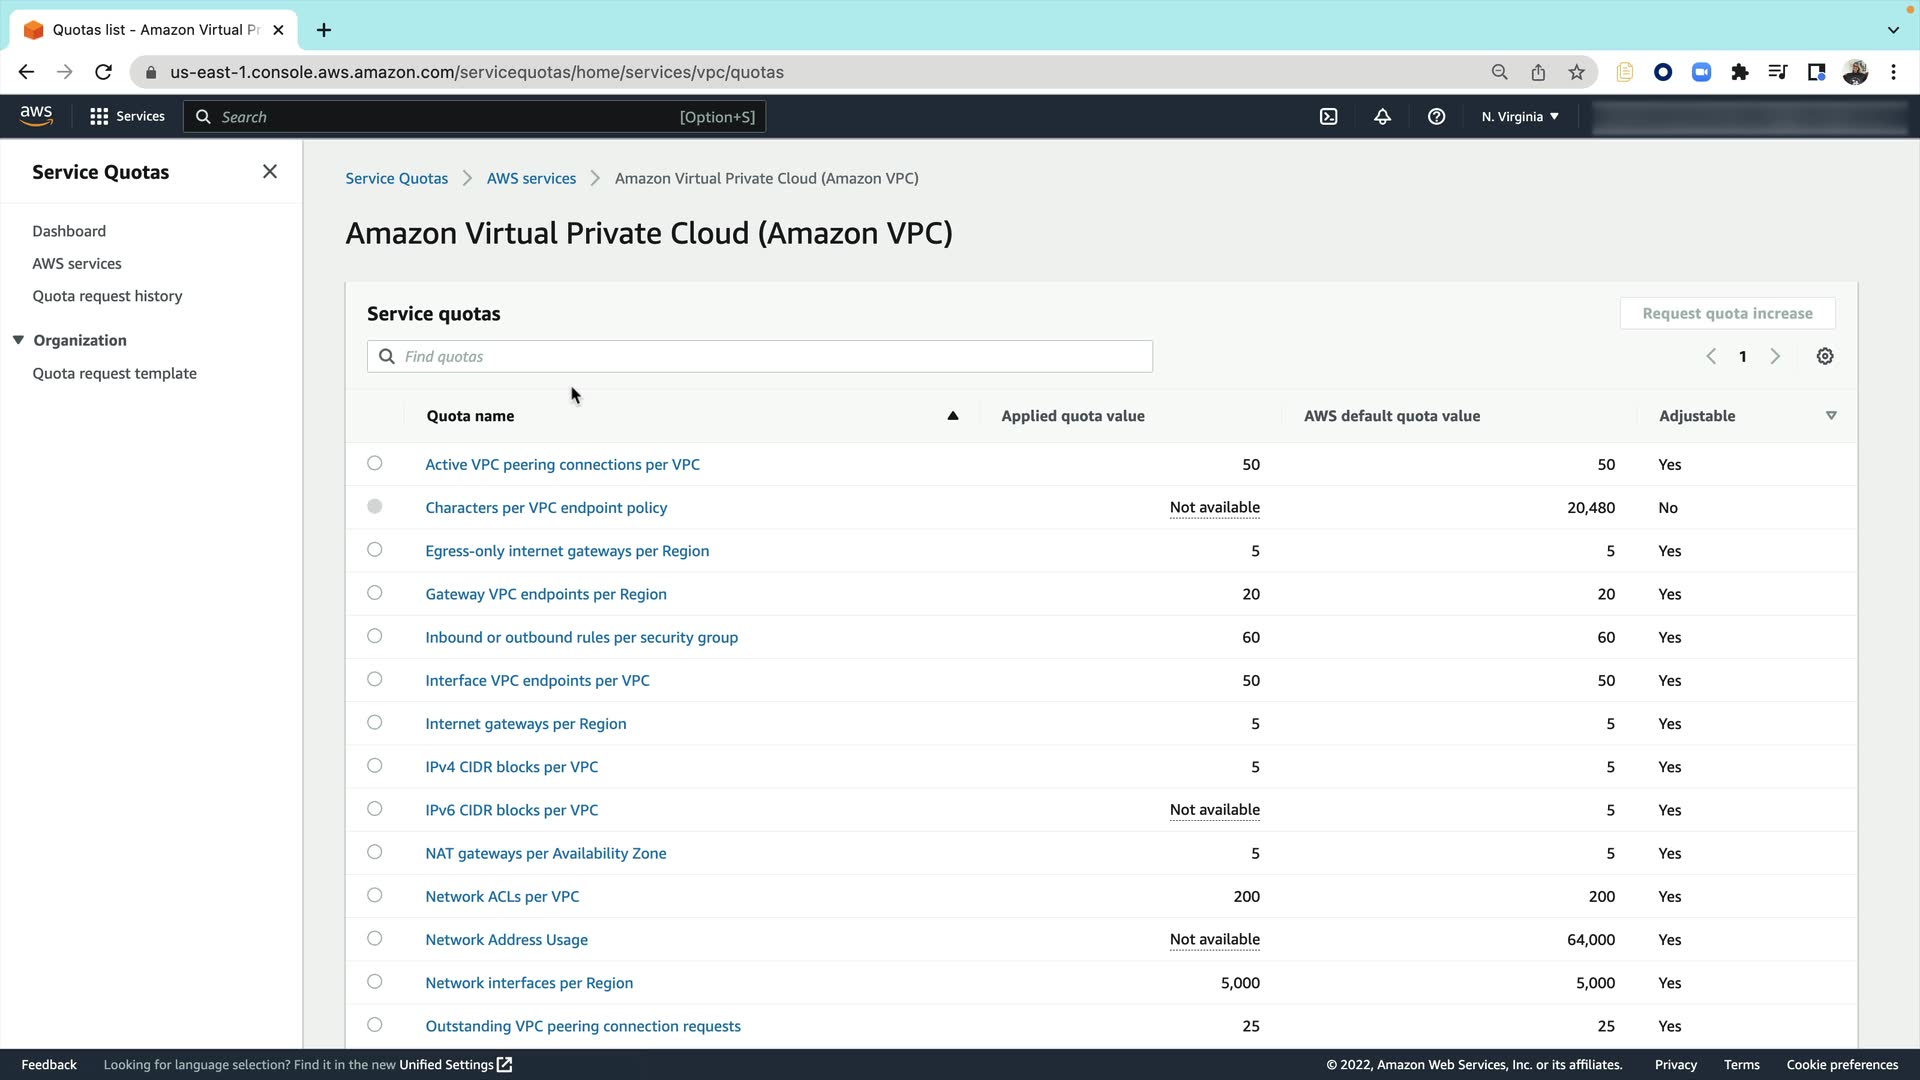 Quotas list - Amazon Virtual Pr
us-east-1.console.aws.amazon.com/servicequotas/home/services/vpc/quotas
aws
Services
Search
[Option+S]
N. Virginia
Service Quotas
Dashboard
AWS services
Quota request history
Organization
Quota request template
Service Quotas > AWS services > Amazon Virtual Private Cloud (Amazon VPC)
Amazon Virtual Private Cloud (Amazon VPC)
Service quotas
Request quota increase
Find quotas
1
Quota name Applied quota value AWS default quota value Adjustable
Active VPC peering connections per VPC 50 50 Yes
Characters per VPC endpoint policy Not available 20,480 No
Egress-only internet gateways per Region 5 5 Yes
Gateway VPC endpoints per Region 20 20 Yes
Inbound or outbound rules per security group 60 60 Yes
Interface VPC endpoints per VPC 50 50 Yes
Internet gateways per Region 5 5 Yes
IPv4 CIDR blocks per VPC 5 5 Yes
IPv6 CIDR blocks per VPC Not available 5 Yes
NAT gateways per Availability Zone 5 5 Yes
Network ACLs per VPC 200 200 Yes
Network Address Usage Not available 64,000 Yes
Network interfaces per Region 5,000 5,000 Yes
Outstanding VPC peering connection requests 25 25 Yes
Feedback Looking for language selection? Find it in the new Unified Settings © 2022, Amazon Web Services, Inc. or its affiliates. Privacy Terms Cookie preferences